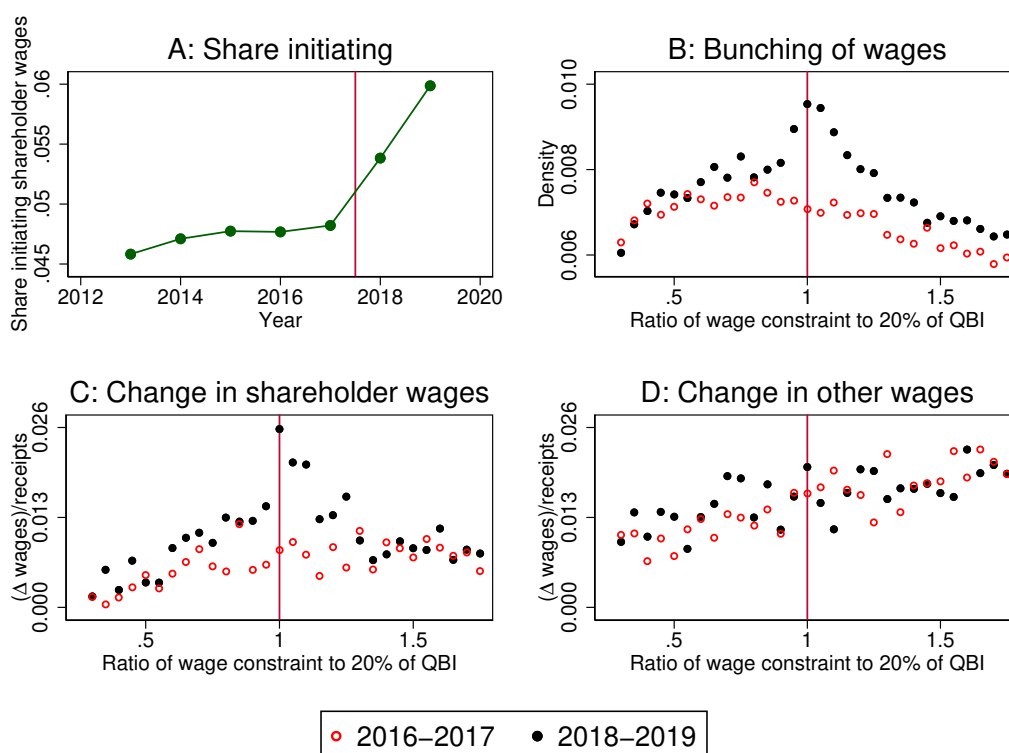 A: Share initiating
Share initiating shareholder wages
.06
.055
.05
.045
2012
2014
2016
2018
2020
Year
B: Bunching of wages
Density
0.010
0.008
0.006
.5
1
1.5
Ratio of wage constraint to 20% of QBI
C: Change in shareholder wages
(Δ wages)/receipts
0.026
0.013
0.000
.5
1
1.5
Ratio of wage constraint to 20% of QBI
D: Change in other wages
(Δ wages)/receipts
0.026
0.013
0.000
.5
1
1.5
Ratio of wage constraint to 20% of QBI
2016–2017
2018–2019